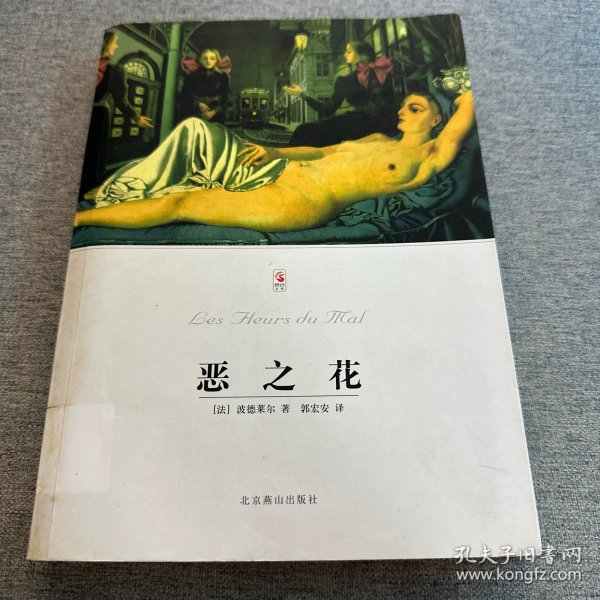 Les Fleurs du Mal
恶之花
[法] 波德莱尔 著 郭宏安 译
北京燕山出版社
孔夫子旧书网
www.kongfz.com